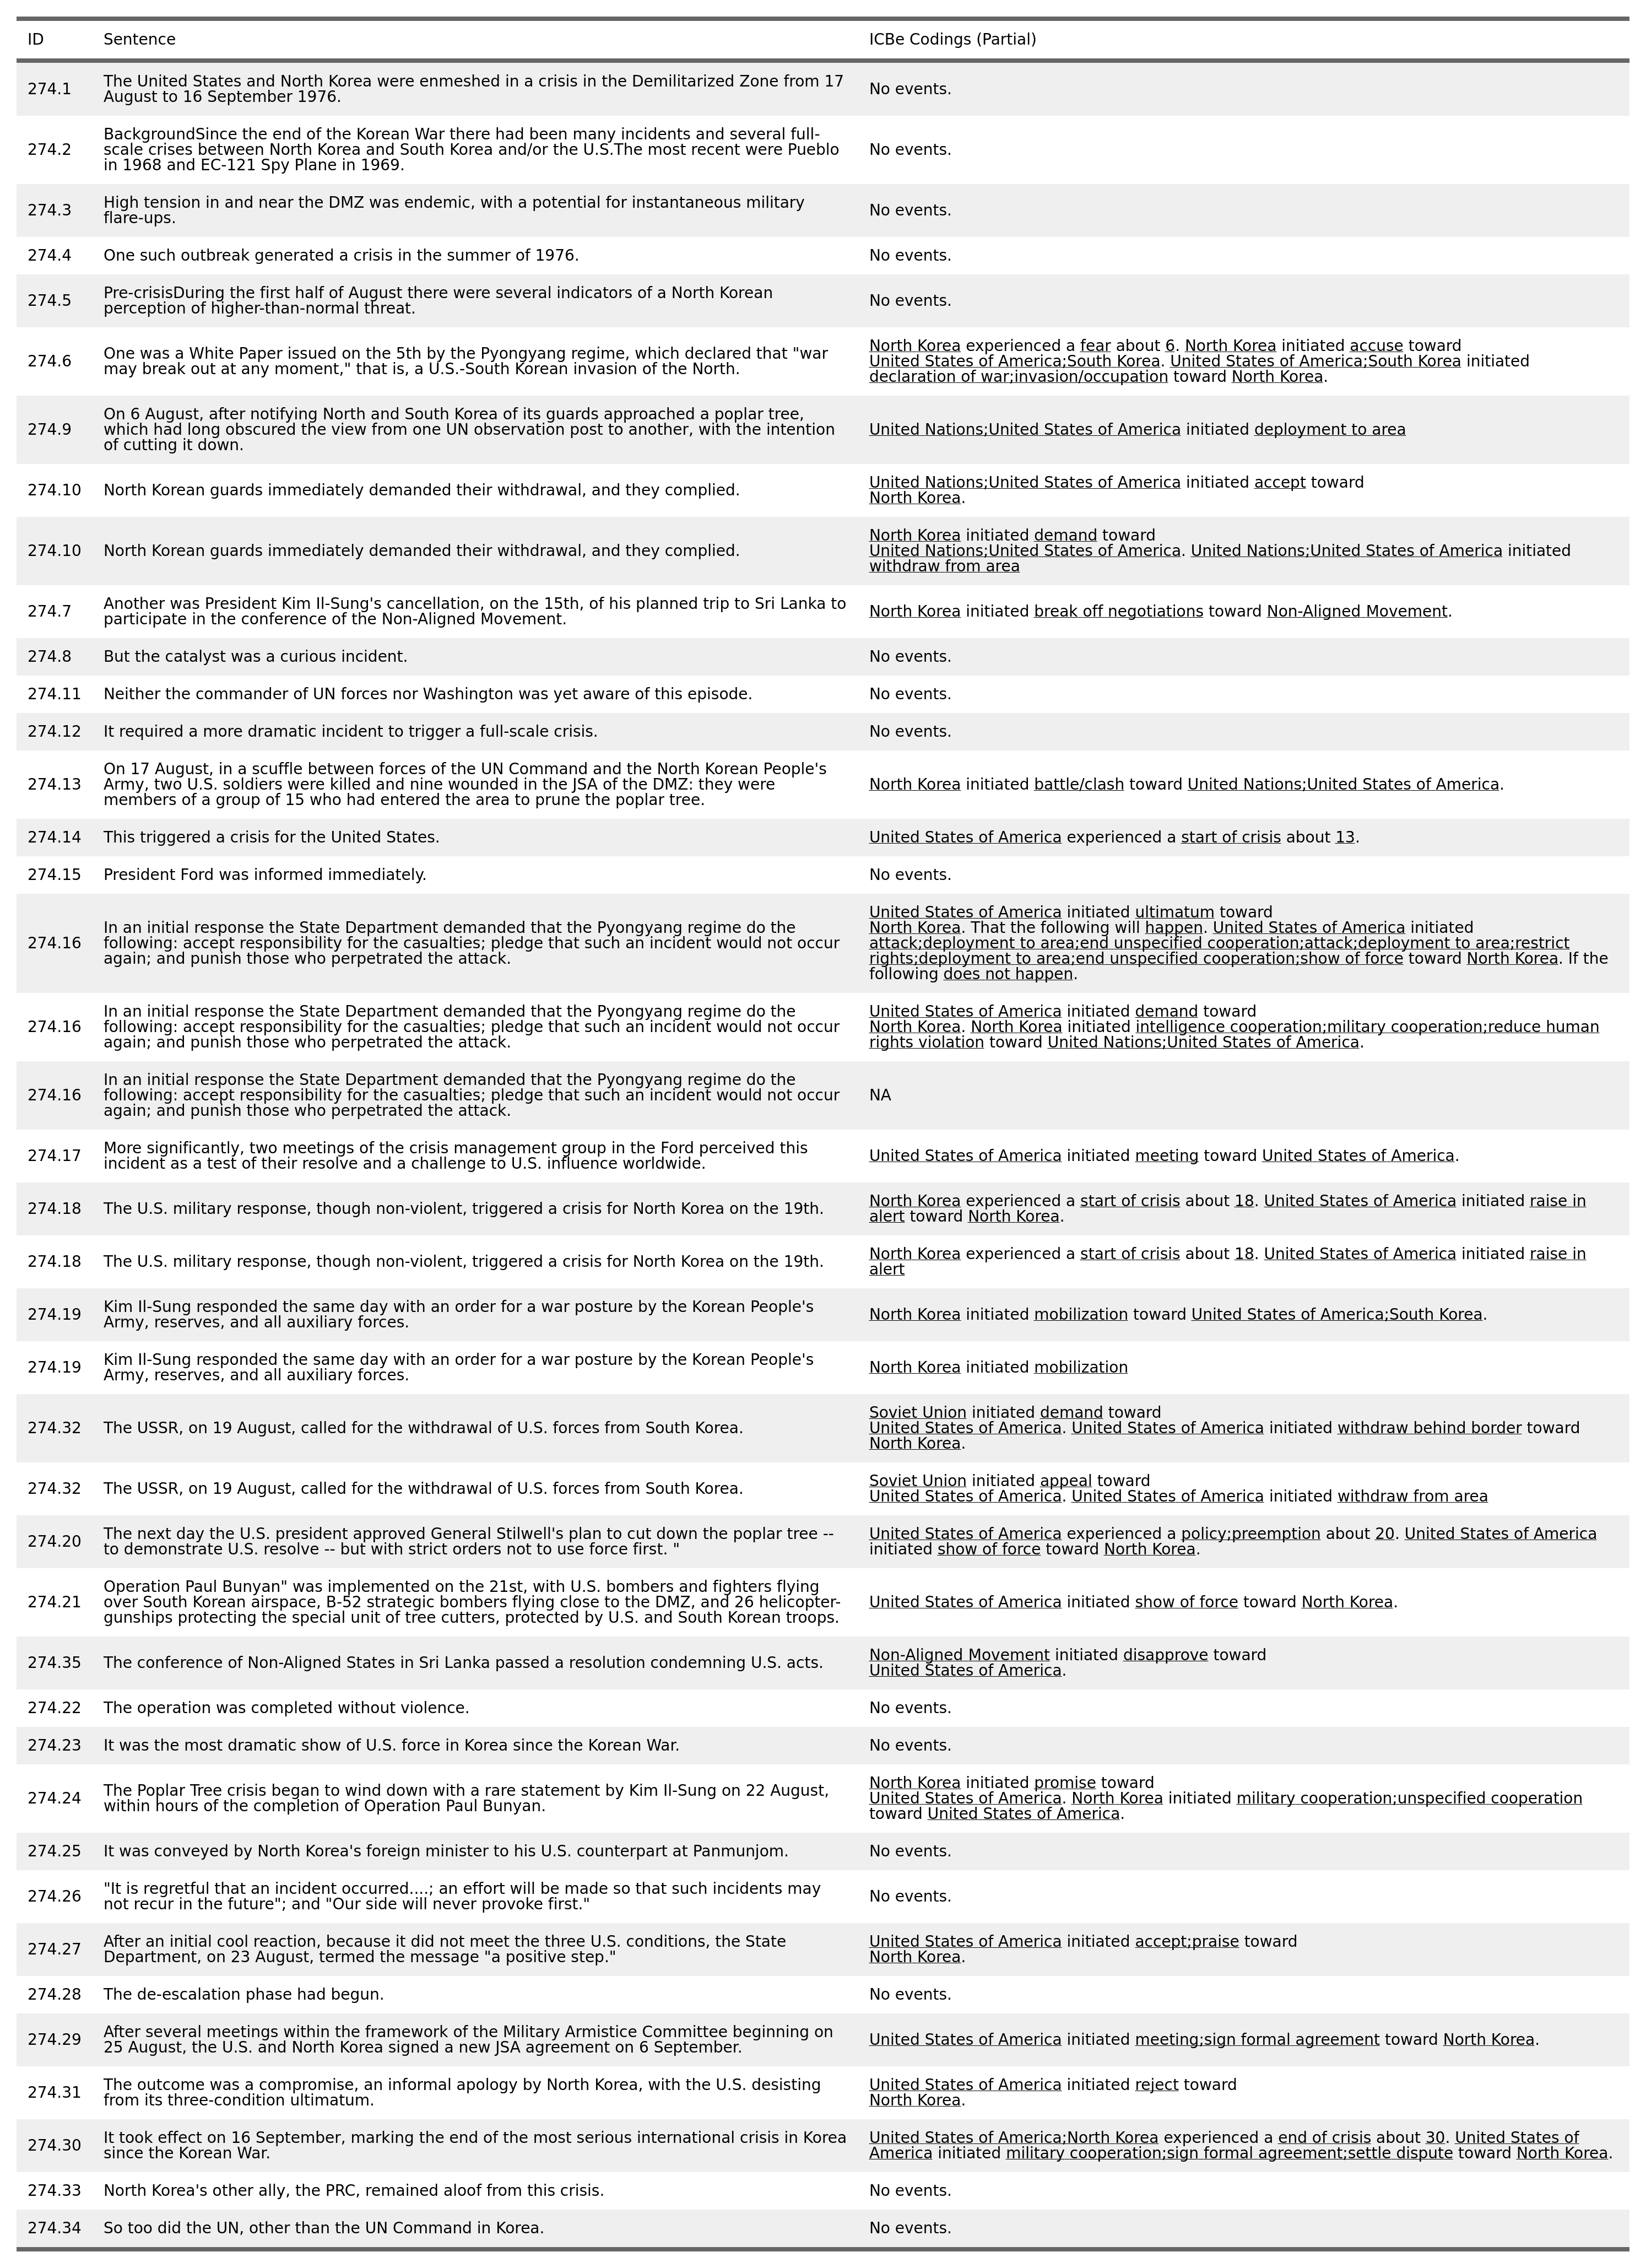 ID Sentence ICBe Codings (Partial)
274.1 The United States and North Korea were enmeshed in a crisis in the Demilitarized Zone from 17
August to 16 September 1976.
No events.
274.2 BackgroundSince the end of the Korean War there had been many incidents and several full-
scale crises between North Korea and South Korea and/or the U.S.The most recent were Pueblo
in 1968 and EC-121 Spy Plane in 1969.
No events.
274.3 High tension in and near the DMZ was endemic, with a potential for instantaneous military
flare-ups.
No events.
274.4 One such outbreak generated a crisis in the summer of 1976. No events.
274.5 Pre-crisisDuring the first half of August there were several indicators of a North Korean
perception of higher-than-normal threat.
No events.
274.6 One was a White Paper issued on the 5th by the Pyongyang regime, which declared that "war
may break out at any moment," that is, a U.S.-South Korean invasion of the North.
North Korea experienced a fear about 6. North Korea initiated accuse toward
United States of America;South Korea. United States of America;South Korea initiated
declaration of war;invasion/occupation toward North Korea.
274.9 On 6 August, after notifying North and South Korea of its guards approached a poplar tree,
which had long obscured the view from one UN observation post to another, with the intention
of cutting it down.
United Nations;United States of America initiated deployment to area
274.10 North Korean guards immediately demanded their withdrawal, and they complied.
United Nations;United States of America initiated accept toward
North Korea.
274.10 North Korean guards immediately demanded their withdrawal, and they complied.
North Korea initiated demand toward
United Nations;United States of America. United Nations;United States of America initiated
withdraw from area
274.7 Another was President Kim Il-Sung's cancellation, on the 15th, of his planned trip to Sri Lanka to
participate in the conference of the Non-Aligned Movement.
North Korea initiated break off negotiations toward Non-Aligned Movement.
274.8 But the catalyst was a curious incident. No events.
274.11 Neither the commander of UN forces nor Washington was yet aware of this episode. No events.
274.12 It required a more dramatic incident to trigger a full-scale crisis. No events.
274.13 On 17 August, in a scuffle between forces of the UN Command and the North Korean People's
Army, two U.S. soldiers were killed and nine wounded in the JSA of the DMZ: they were
members of a group of 15 who had entered the area to prune the poplar tree.
North Korea initiated battle/clash toward United Nations;United States of America.
274.14 This triggered a crisis for the United States. United States of America experienced a start of crisis about 13.
274.15 President Ford was informed immediately. No events.
274.16 In an initial response the State Department demanded that the Pyongyang regime do the
following: accept responsibility for the casualties; pledge that such an incident would not occur
again; and punish those who perpetrated the attack.
United States of America initiated ultimatum toward
North Korea. That the following will happen. United States of America initiated
attack;deployment to area;end unspecified cooperation;attack;deployment to area;restrict
rights;deployment to area;end unspecified cooperation;show of force toward North Korea. If the
following does not happen.
274.16 In an initial response the State Department demanded that the Pyongyang regime do the
following: accept responsibility for the casualties; pledge that such an incident would not occur
again; and punish those who perpetrated the attack.
United States of America initiated demand toward
North Korea. North Korea initiated intelligence cooperation;military cooperation;reduce human
rights violation toward United Nations;United States of America.
274.16 In an initial response the State Department demanded that the Pyongyang regime do the
following: accept responsibility for the casualties; pledge that such an incident would not occur
again; and punish those who perpetrated the attack.
NA
274.17 More significantly, two meetings of the crisis management group in the Ford perceived this
incident as a test of their resolve and a challenge to U.S. influence worldwide.
United States of America initiated meeting toward United States of America.
274.18 The U.S. military response, though non-violent, triggered a crisis for North Korea on the 19th.
North Korea experienced a start of crisis about 18. United States of America initiated raise in
alert toward North Korea.
274.18 The U.S. military response, though non-violent, triggered a crisis for North Korea on the 19th.
North Korea experienced a start of crisis about 18. United States of America initiated raise in
alert
274.19 Kim Il-Sung responded the same day with an order for a war posture by the Korean People's
Army, reserves, and all auxiliary forces.
North Korea initiated mobilization toward United States of America;South Korea.
274.19 Kim Il-Sung responded the same day with an order for a war posture by the Korean People's
Army, reserves, and all auxiliary forces.
North Korea initiated mobilization
274.32 The USSR, on 19 August, called for the withdrawal of U.S. forces from South Korea.
Soviet Union initiated demand toward
United States of America. United States of America initiated withdraw behind border toward
North Korea.
274.32 The USSR, on 19 August, called for the withdrawal of U.S. forces from South Korea.
Soviet Union initiated appeal toward
United States of America. United States of America initiated withdraw from area
274.20 The next day the U.S. president approved General Stilwell's plan to cut down the poplar tree --
to demonstrate U.S. resolve -- but with strict orders not to use force first. "
United States of America experienced a policy;preemption about 20. United States of America
initiated show of force toward North Korea.
274.21 Operation Paul Bunyan" was implemented on the 21st, with U.S. bombers and fighters flying
over South Korean airspace, B-52 strategic bombers flying close to the DMZ, and 26 helicopter-
gunships protecting the special unit of tree cutters, protected by U.S. and South Korean troops.
United States of America initiated show of force toward North Korea.
274.35 The conference of Non-Aligned States in Sri Lanka passed a resolution condemning U.S. acts.
Non-Aligned Movement initiated disapprove toward
United States of America.
274.22 The operation was completed without violence. No events.
274.23 It was the most dramatic show of U.S. force in Korea since the Korean War. No events.
274.24 The Poplar Tree crisis began to wind down with a rare statement by Kim Il-Sung on 22 August,
within hours of the completion of Operation Paul Bunyan.
North Korea initiated promise toward
United States of America. North Korea initiated military cooperation;unspecified cooperation
toward United States of America.
274.25 It was conveyed by North Korea's foreign minister to his U.S. counterpart at Panmunjom. No events.
274.26 "It is regretful that an incident occurred....; an effort will be made so that such incidents may
not recur in the future"; and "Our side will never provoke first."
No events.
274.27 After an initial cool reaction, because it did not meet the three U.S. conditions, the State
Department, on 23 August, termed the message "a positive step."
United States of America initiated accept;praise toward
North Korea.
274.28 The de-escalation phase had begun. No events.
274.29 After several meetings within the framework of the Military Armistice Committee beginning on
25 August, the U.S. and North Korea signed a new JSA agreement on 6 September.
United States of America initiated meeting;sign formal agreement toward North Korea.
274.31 The outcome was a compromise, an informal apology by North Korea, with the U.S. desisting
from its three-condition ultimatum.
United States of America initiated reject toward
North Korea.
274.30 It took effect on 16 September, marking the end of the most serious international crisis in Korea
since the Korean War.
United States of America;North Korea experienced a end of crisis about 30. United States of
America initiated military cooperation;sign formal agreement;settle dispute toward North Korea.
274.33 North Korea's other ally, the PRC, remained aloof from this crisis. No events.
274.34 So too did the UN, other than the UN Command in Korea. No events.